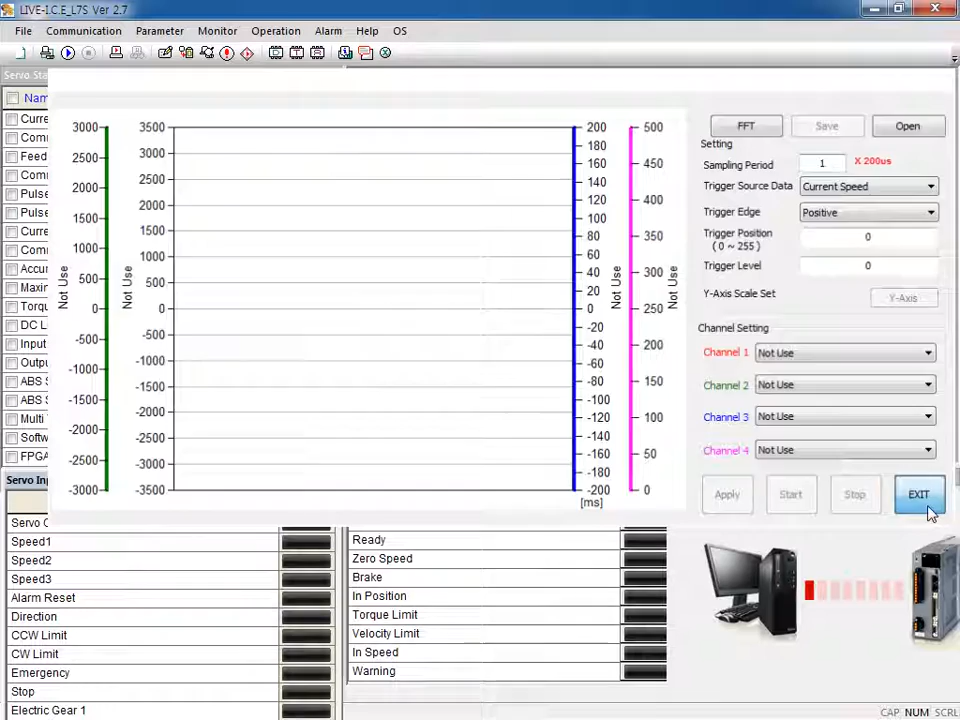 LIVE-I.C.E_L7S Ver 2.7
File Communication Parameter Monitor Operation Alarm Help OS
Servo Sta
Nam
Curre
Comm
Feed
Comm
Pulse
Pulse
Curre
Comm
Accur
Maxin
Torqu
DC L
Input
Outpu
ABS S
ABS S
Multi
Softw
FPGA
3000 3500 200 500
2500 3000 180 450
2000 2500 160 400
1500 2000 140 350
1000 1500 120 300
500 1000 100 250
0 500 80 200
-500 0 60 150
-1000 -500 40 100
-1500 -1000 20 50
-2000 -1500 0 0
-2500 -2000 -20
-3000 -2500 -40
-3000 -60
-3500 -80
-100
-120
-140
-160
-180
-200
Not Use
Not Use
Not Use
Not Use
[ms]
FFT Save Open
Setting
Sampling Period 1 X 200us
Trigger Source Data Current Speed
Trigger Edge Positive
Trigger Position
( 0 ~ 255 ) 0
Trigger Level 0
Y-Axis Scale Set Y-Axis
Channel Setting
Channel 1 Not Use
Channel 2 Not Use
Channel 3 Not Use
Channel 4 Not Use
Apply Start Stop EXIT
Servo Inp
Servo O
Speed1
Speed2
Speed3
Alarm Reset
Direction
CCW Limit
CW Limit
Emergency
Stop
Electric Gear 1
Ready
Zero Speed
Brake
In Position
Torque Limit
Velocity Limit
In Speed
Warning
CAP NUM SCRL